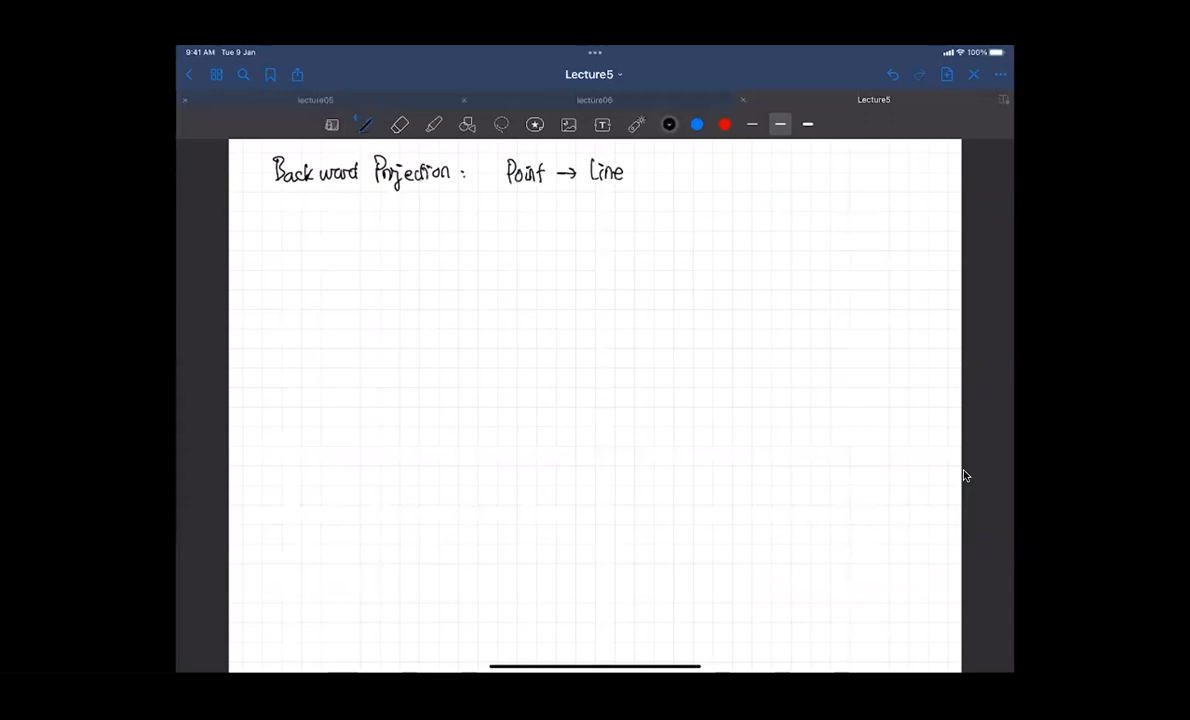 9:41 AM Tue 9 Jan
100%
Lecture5
lecture05
lecture06
Lecture5
Backward Projection: Point → Line